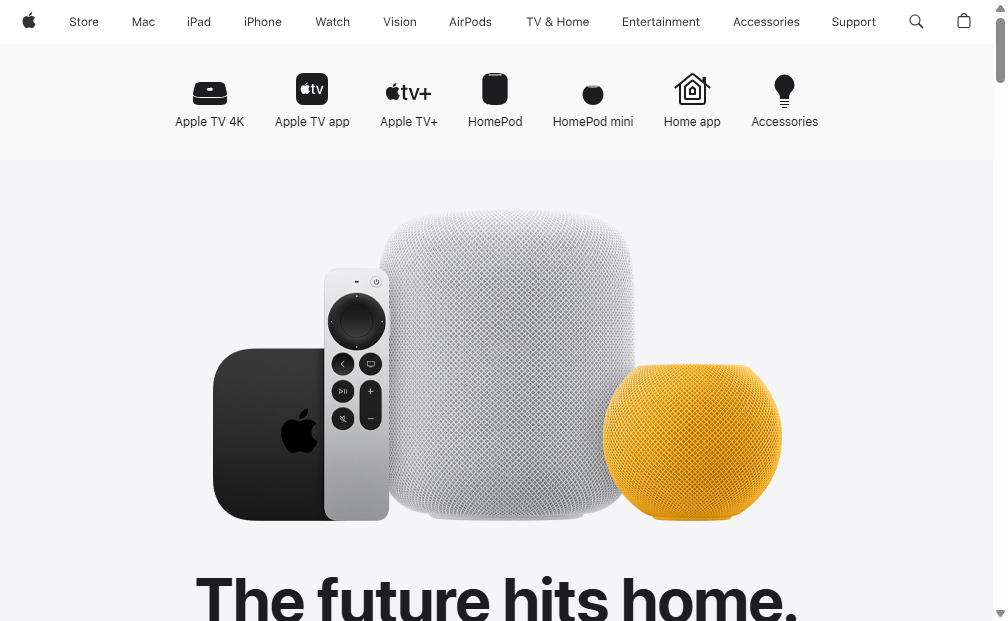 Store Mac iPad iPhone Watch Vision AirPods TV & Home Entertainment Accessories Support
tv tv+
Apple TV 4K Apple TV app Apple TV+ HomePod HomePod mini Home app Accessories
The future hits home.